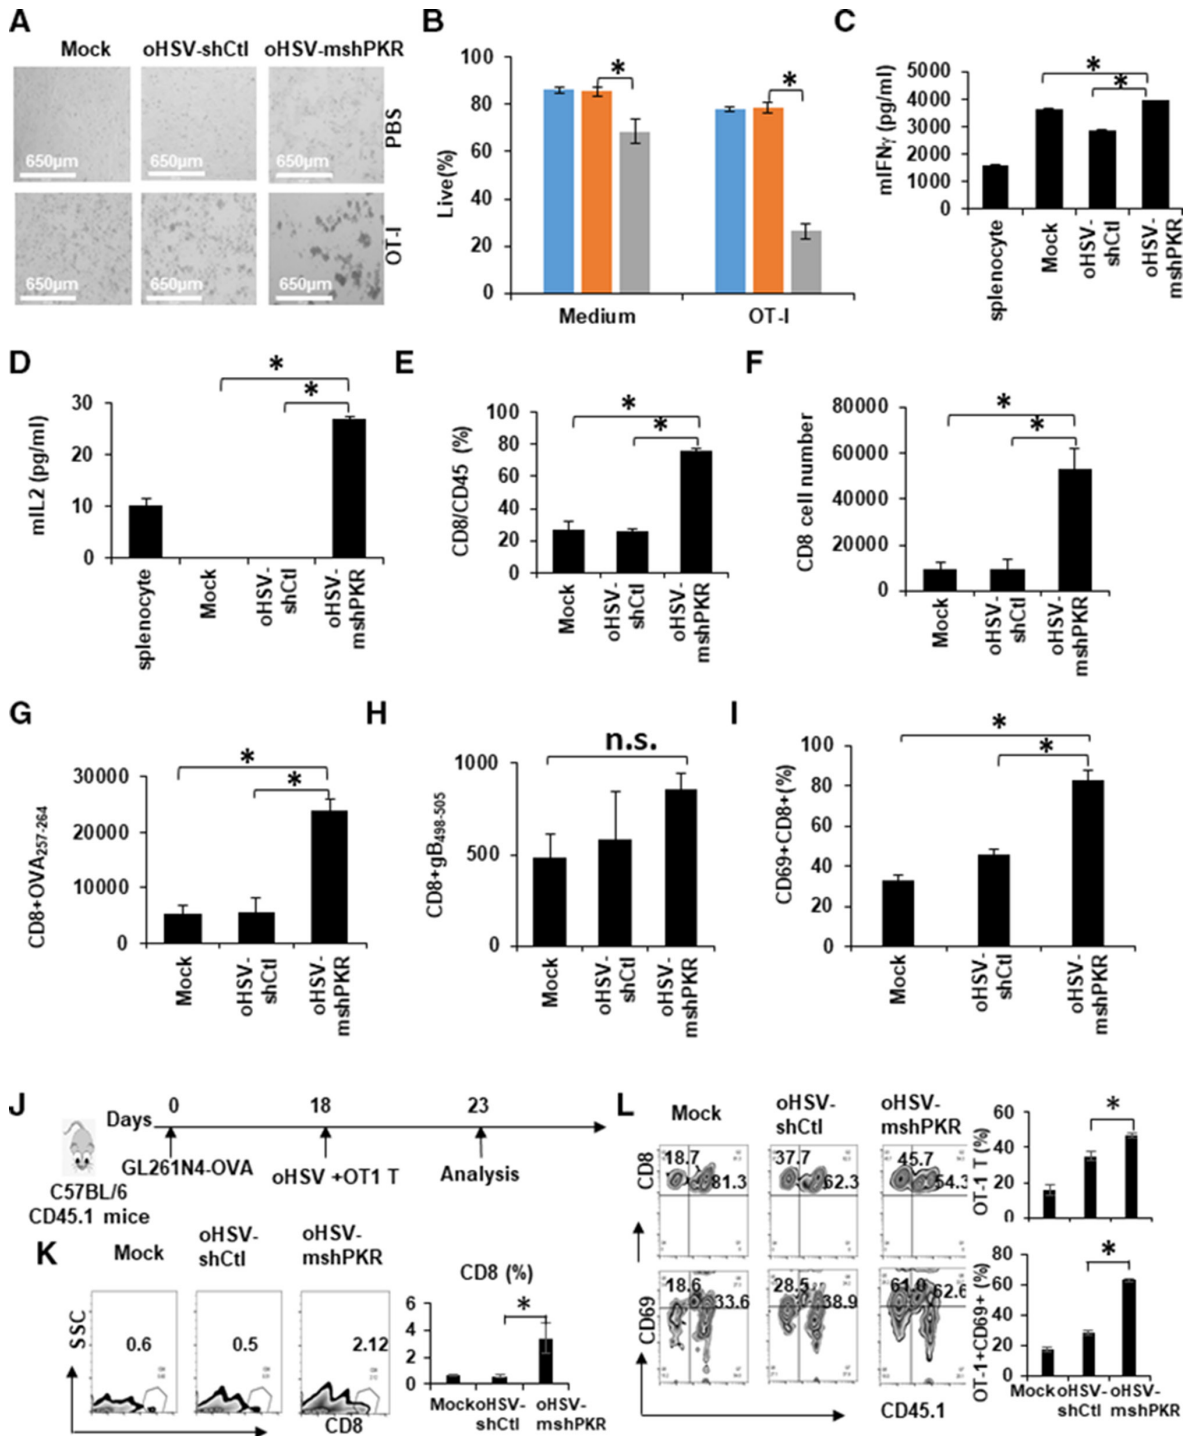 A
Mock
oHSV-shCtl
oHSV-mshPKR
650µm
650µm
650µm
PBS
650µm
650µm
650µm
OT-I
B
Live(%)
100
80
60
40
20
0
*
*
Medium
OT-I
C
mIFNγ (pg/ml)
5000
4000
3000
2000
1000
0
*
*
splenocyte
Mock
oHSV-
shCtl
oHSV-
mshPKR
D
mIL2 (pg/ml)
30
20
10
0
*
*
splenocyte
Mock
oHSV-
shCtl
oHSV-
mshPKR
E
CD8/CD45 (%)
100
80
60
40
20
0
*
*
Mock
oHSV-
shCtl
oHSV-
mshPKR
F
CD8 cell number
80000
60000
40000
20000
0
*
*
Mock
oHSV-
shCtl
oHSV-
mshPKR
G
CD8+OVA257-264
30000
20000
10000
0
*
*
Mock
oHSV-
shCtl
oHSV-
mshPKR
H
CD8+gB498-505
1000
500
0
n.s.
Mock
oHSV-
shCtl
oHSV-
mshPKR
I
CD69+CD8+(%)
100
80
60
40
20
0
*
*
Mock
oHSV-
shCtl
oHSV-
mshPKR
J
Days
0
18
23
GL261N4-OVA
oHSV +OT1 T
Analysis
C57BL/6
CD45.1 mice
K
Mock
oHSV-
shCtl
oHSV-
mshPKR
SSC
0.6
0.5
2.12
CD8
CD8 (%)
6
4
2
0
*
Mock
oHSV-
shCtl
oHSV-
mshPKR
L
Mock
oHSV-
shCtl
oHSV-
mshPKR
CD8
18.7
81.3
37.7
62.3
45.7
54.3
CD69
18.6
33.6
28.5
38.9
61.0
62.6
CD45.1
OT-1 T (%)
60
40
20
0
*
OT-1+CD69+ (%)
80
60
40
20
0
*
Mock
oHSV-
shCtl
oHSV-
mshPKR